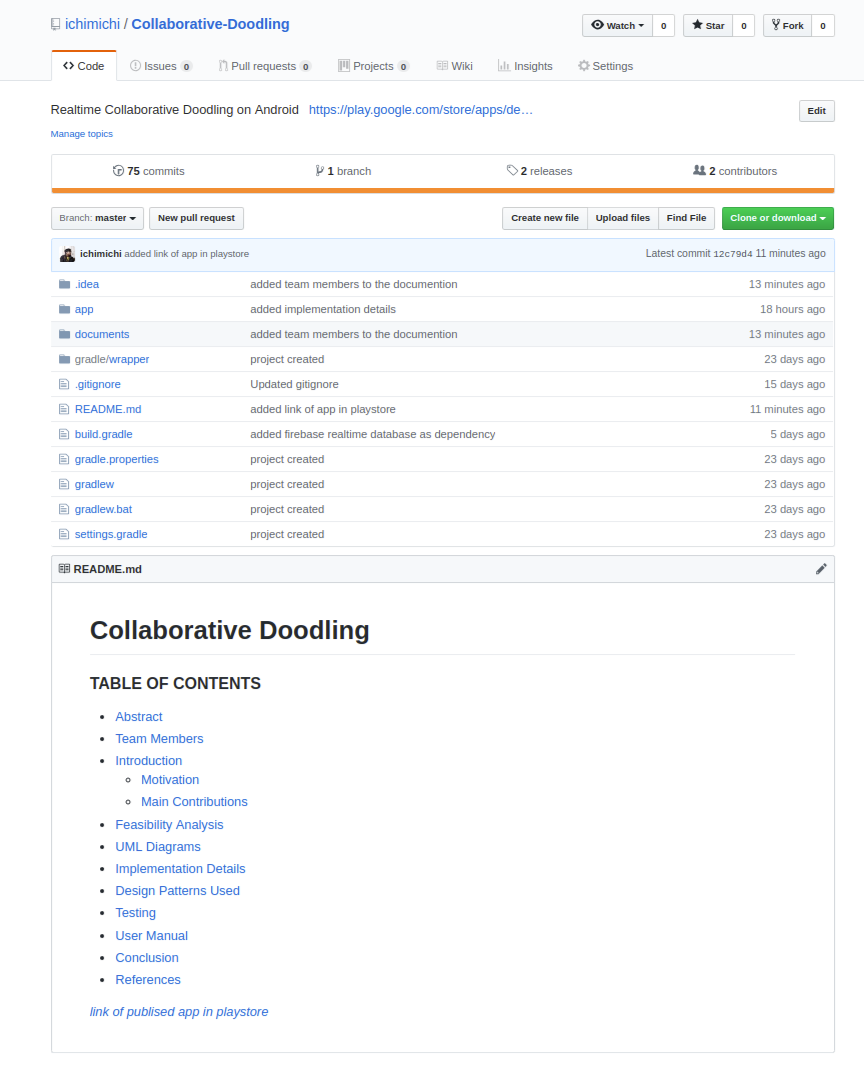 ichimichi / Collaborative-Doodling Watch 0 Star 0 Fork 0
Code Issues 0 Pull requests 0 Projects 0 Wiki Insights Settings
Realtime Collaborative Doodling on Android https://play.google.com/store/apps/de… Edit
Manage topics
75 commits 1 branch 2 releases 2 contributors
Branch: master New pull request Create new file Upload files Find File Clone or download
ichimichi added link of app in playstore Latest commit 12c79d4 11 minutes ago
.idea added team members to the documention 13 minutes ago
app added implementation details 18 hours ago
documents added team members to the documention 13 minutes ago
gradle/wrapper project created 23 days ago
.gitignore Updated gitignore 15 days ago
README.md added link of app in playstore 11 minutes ago
build.gradle added firebase realtime database as dependency 5 days ago
gradle.properties project created 23 days ago
gradlew project created 23 days ago
gradlew.bat project created 23 days ago
settings.gradle project created 23 days ago
README.md
Collaborative Doodling
TABLE OF CONTENTS
Abstract
Team Members
Introduction
Motivation
Main Contributions
Feasibility Analysis
UML Diagrams
Implementation Details
Design Patterns Used
Testing
User Manual
Conclusion
References
link of publised app in playstore